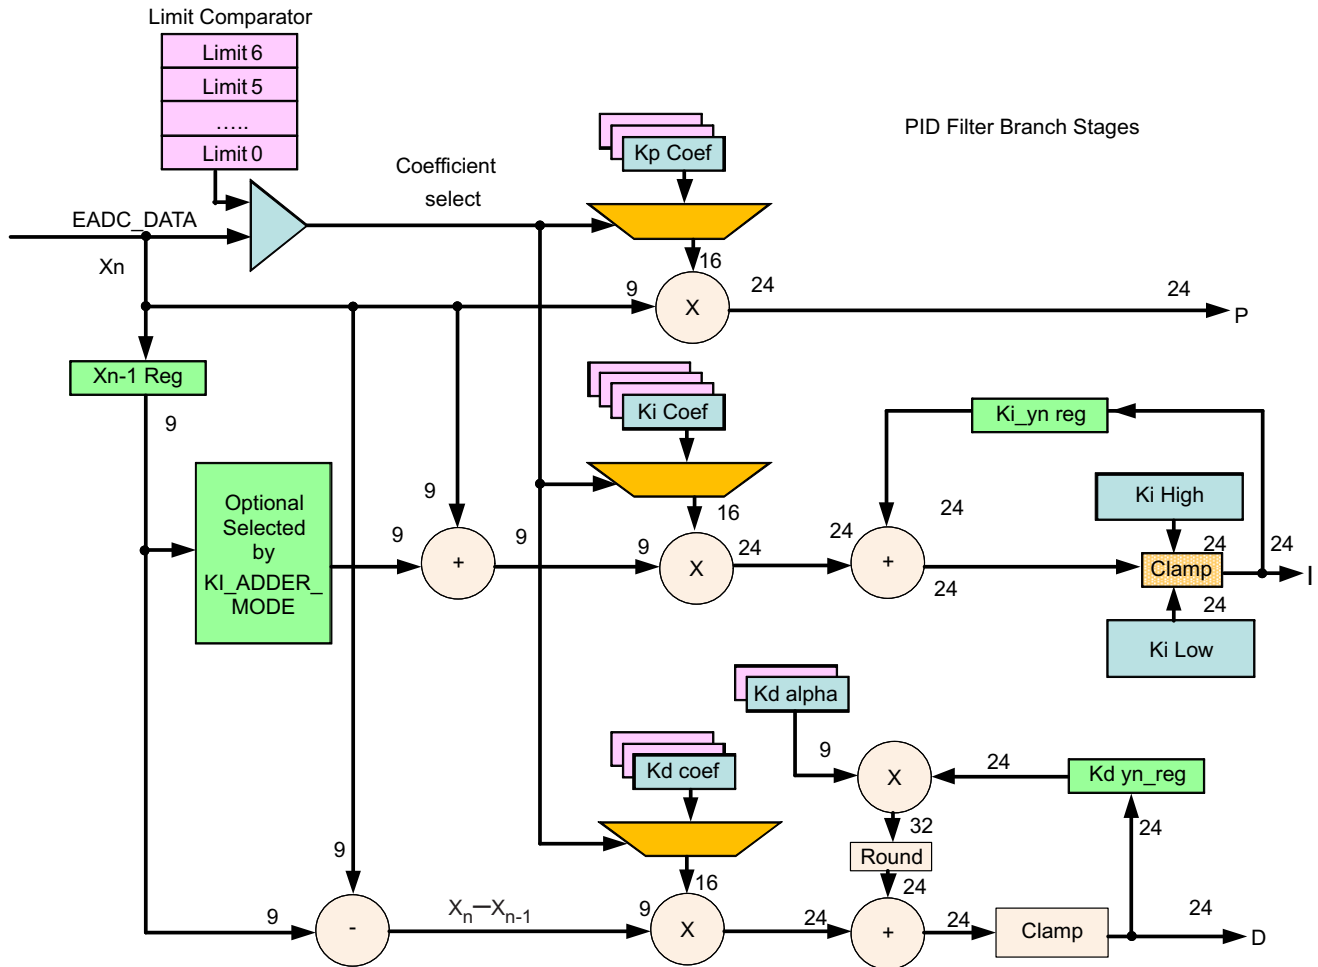 Limit Comparator
Limit 6
Limit 5
.....
Limit 0
PID Filter Branch Stages
Kp Coef
Coefficient
select
EADC_DATA
Xn
16
9
X
24
24
P
Xn-1 Reg
9
Ki Coef
Ki_yn reg
Optional
Selected
by
KI_ADDER_
MODE
9
9
+
9
16
9
X
24
24
24
+
24
Ki High
24
24
Clamp
I
24
Ki Low
Kd alpha
9
X
24
Kd yn_reg
24
Kd coef
32
Round
24
9
9
-
Xn—Xn-1
16
9
X
24
+
24
Clamp
24
D